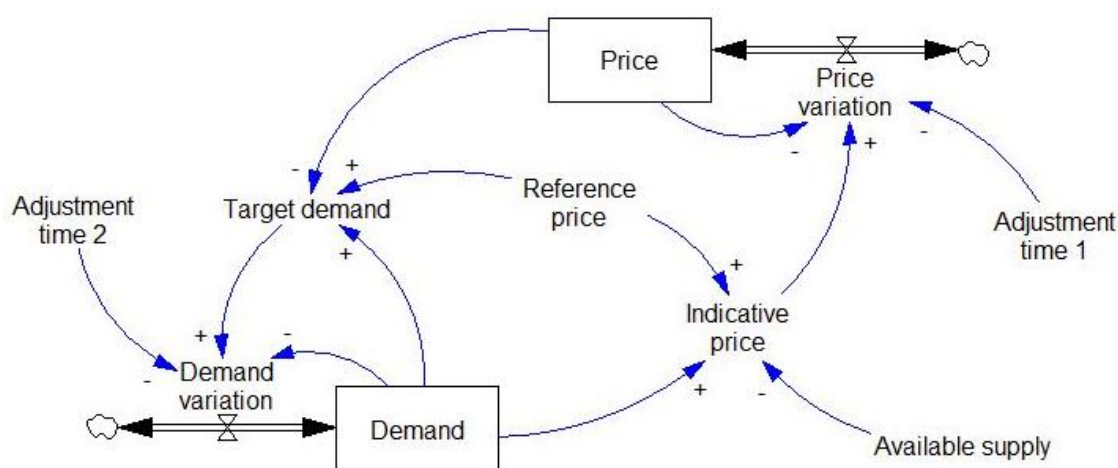 Price
Price
variation
-
-
+
-
+
Reference
price
Adjustment
time 2
Target demand
Adjustment
time 1
+
+
Indicative
price
+
-
-
Demand
variation
+
-
Demand
Available supply